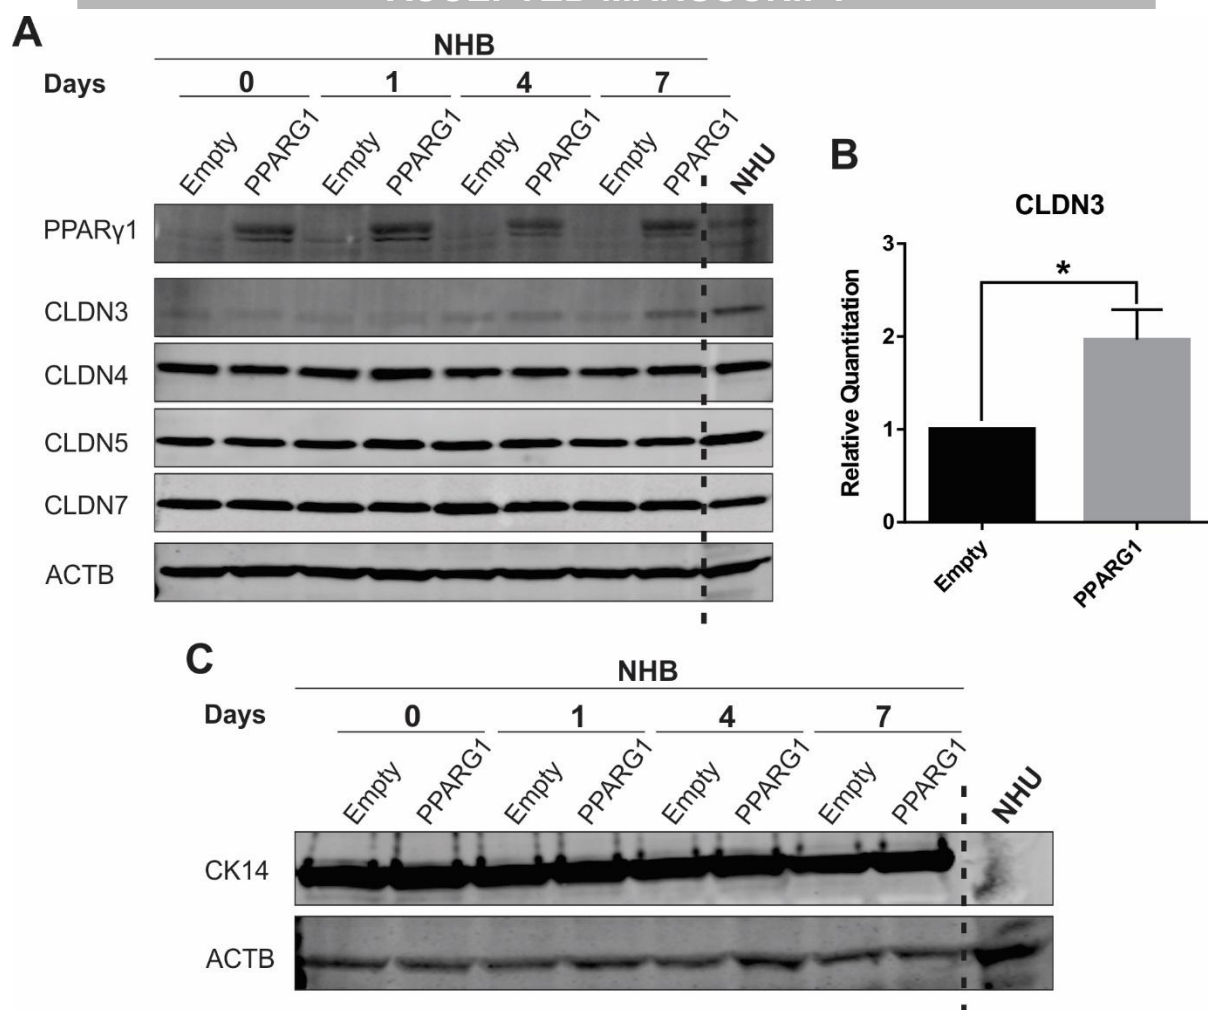 A
NHB
Days 0 1 4 7
Empty PPARG1 Empty PPARG1 Empty PPARG1 Empty PPARG1 NHU
PPARγ1
CLDN3
CLDN4
CLDN5
CLDN7
ACTB
B
CLDN3
*
Relative Quantitation
3
2
1
0
Empty PPARG1
C
NHB
Days 0 1 4 7
Empty PPARG1 Empty PPARG1 Empty PPARG1 Empty PPARG1 NHU
CK14
ACTB